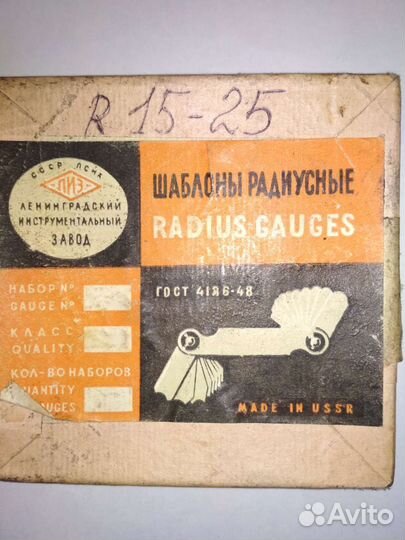 R 15-25
СССР ЛСНХ
ЛИЗ
ЛЕНИНГРАДСКИЙ
ИНСТРУМЕНТАЛЬНЫЙ
ЗАВОД
ШАБЛОНЫ РАДИУСНЫЕ
RADIUS GAUGES
НАБОР №
GAUGE №
КЛАСС
QUALITY
КОЛ-ВО НАБОРОВ
QUANTITY
GAUGES
ГОСТ 4126-48
MADE IN USSR
Avito